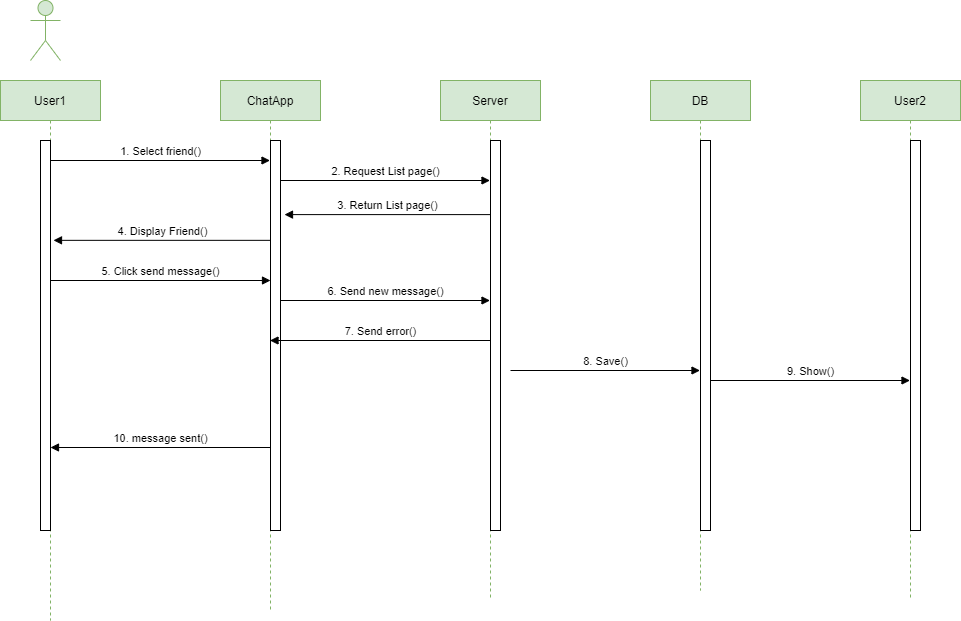 User1
ChatApp
Server
DB
User2
1. Select friend()
2. Request List page()
3. Return List page()
4. Display Friend()
5. Click send message()
6. Send new message()
7. Send error()
8. Save()
9. Show()
10. message sent()